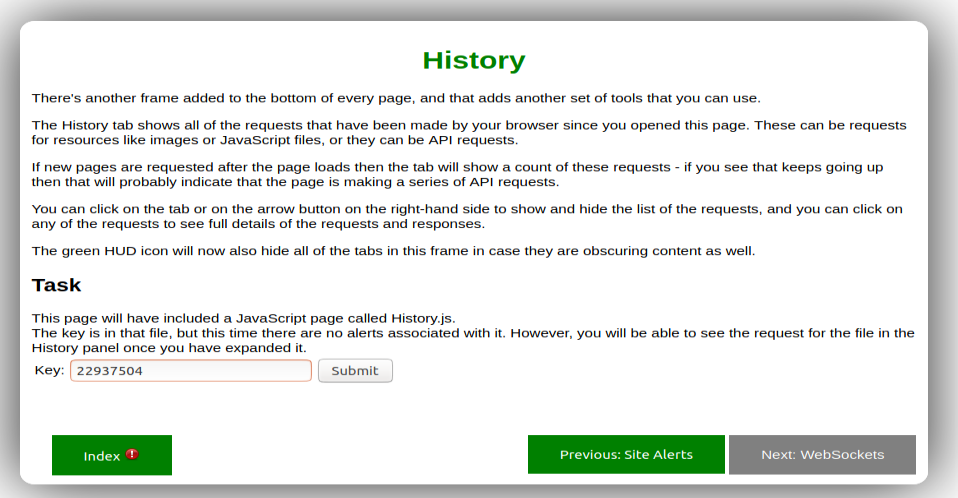 History
There's another frame added to the bottom of every page, and that adds another set of tools that you can use.
The History tab shows all of the requests that have been made by your browser since you opened this page. These can be requests
for resources like images or JavaScript files, or they can be API requests.
If new pages are requested after the page loads then the tab will show a count of these requests - if you see that keeps going up
then that will probably indicate that the page is making a series of API requests.
You can click on the tab or on the arrow button on the right-hand side to show and hide the list of the requests, and you can click on
any of the requests to see full details of the requests and responses.
The green HUD icon will now also hide all of the tabs in this frame in case they are obscuring content as well.
Task
This page will have included a JavaScript page called History.js.
The key is in that file, but this time there are no alerts associated with it. However, you will be able to see the request for the file in the
History panel once you have expanded it.
Key: 22937504 Submit
Index Previous: Site Alerts Next: WebSockets